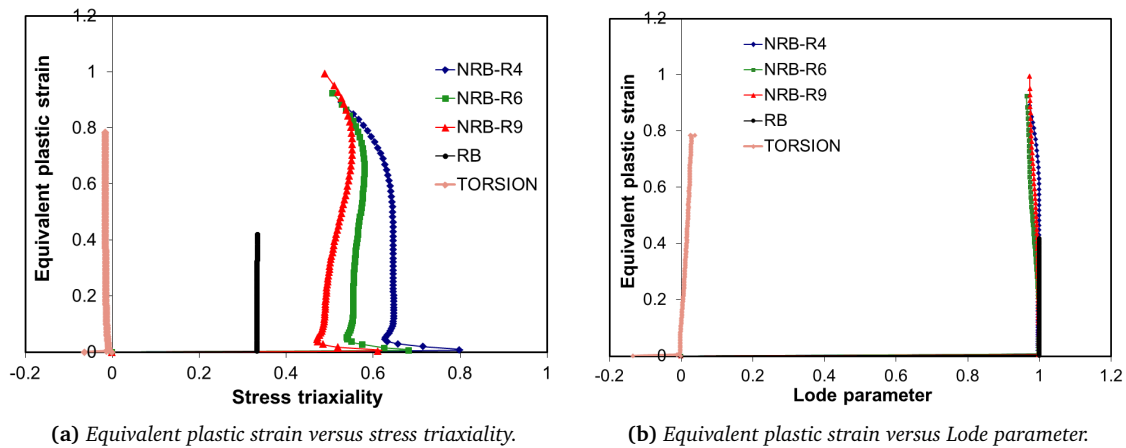 1.2
1
0.8
0.6
0.4
0.2
0
-0.2
0
0.2
0.4
0.6
0.8
1
Equivalent plastic strain
Stress triaxiality
NRB-R4
NRB-R6
NRB-R9
RB
TORSION
(a) Equivalent plastic strain versus stress triaxiality.
1.2
1
0.8
0.6
0.4
0.2
0
-0.2
0
0.2
0.4
0.6
0.8
1
1.2
Equivalent plastic strain
Lode parameter
NRB-R4
NRB-R6
NRB-R9
RB
TORSION
(b) Equivalent plastic strain versus Lode parameter.